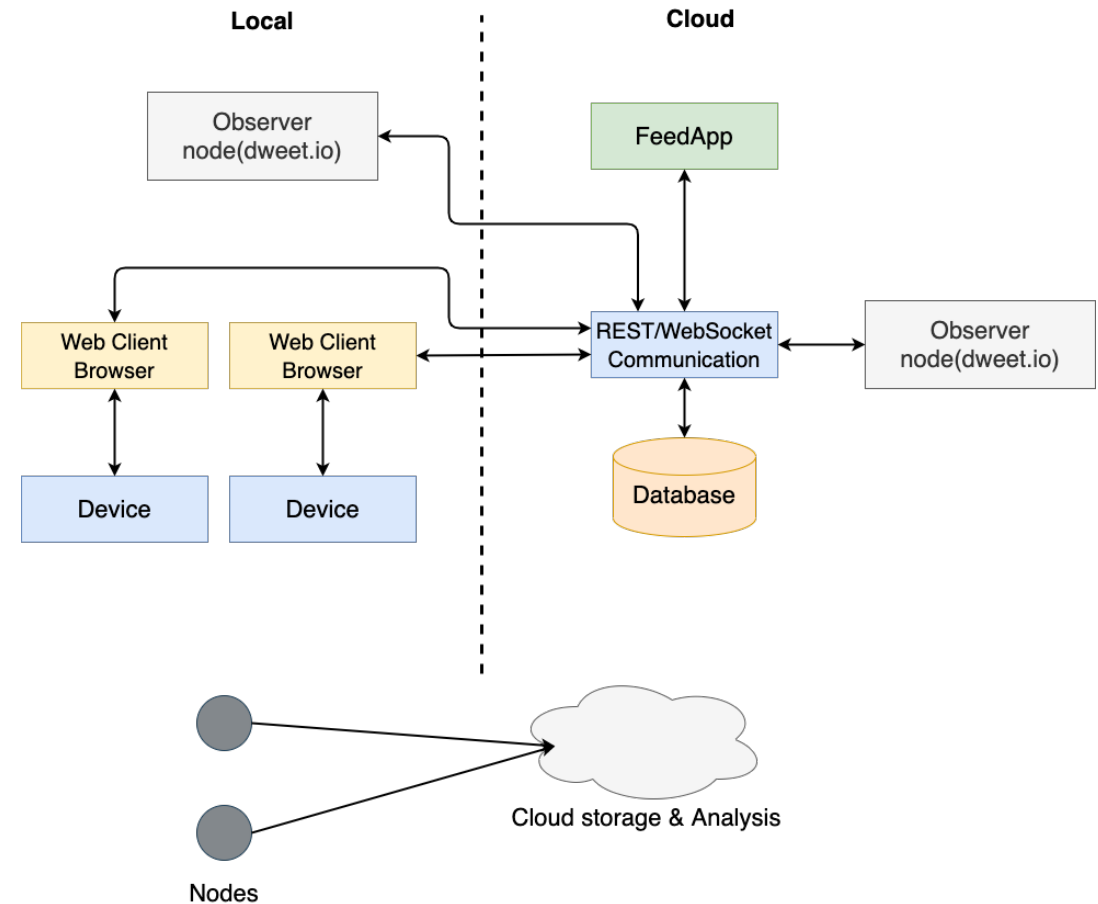 Local
Cloud
Observer
node(dweet.io)
FeedApp
Web Client
Browser
Web Client
Browser
REST/WebSocket
Communication
Observer
node(dweet.io)
Device
Device
Database
Cloud storage & Analysis
Nodes